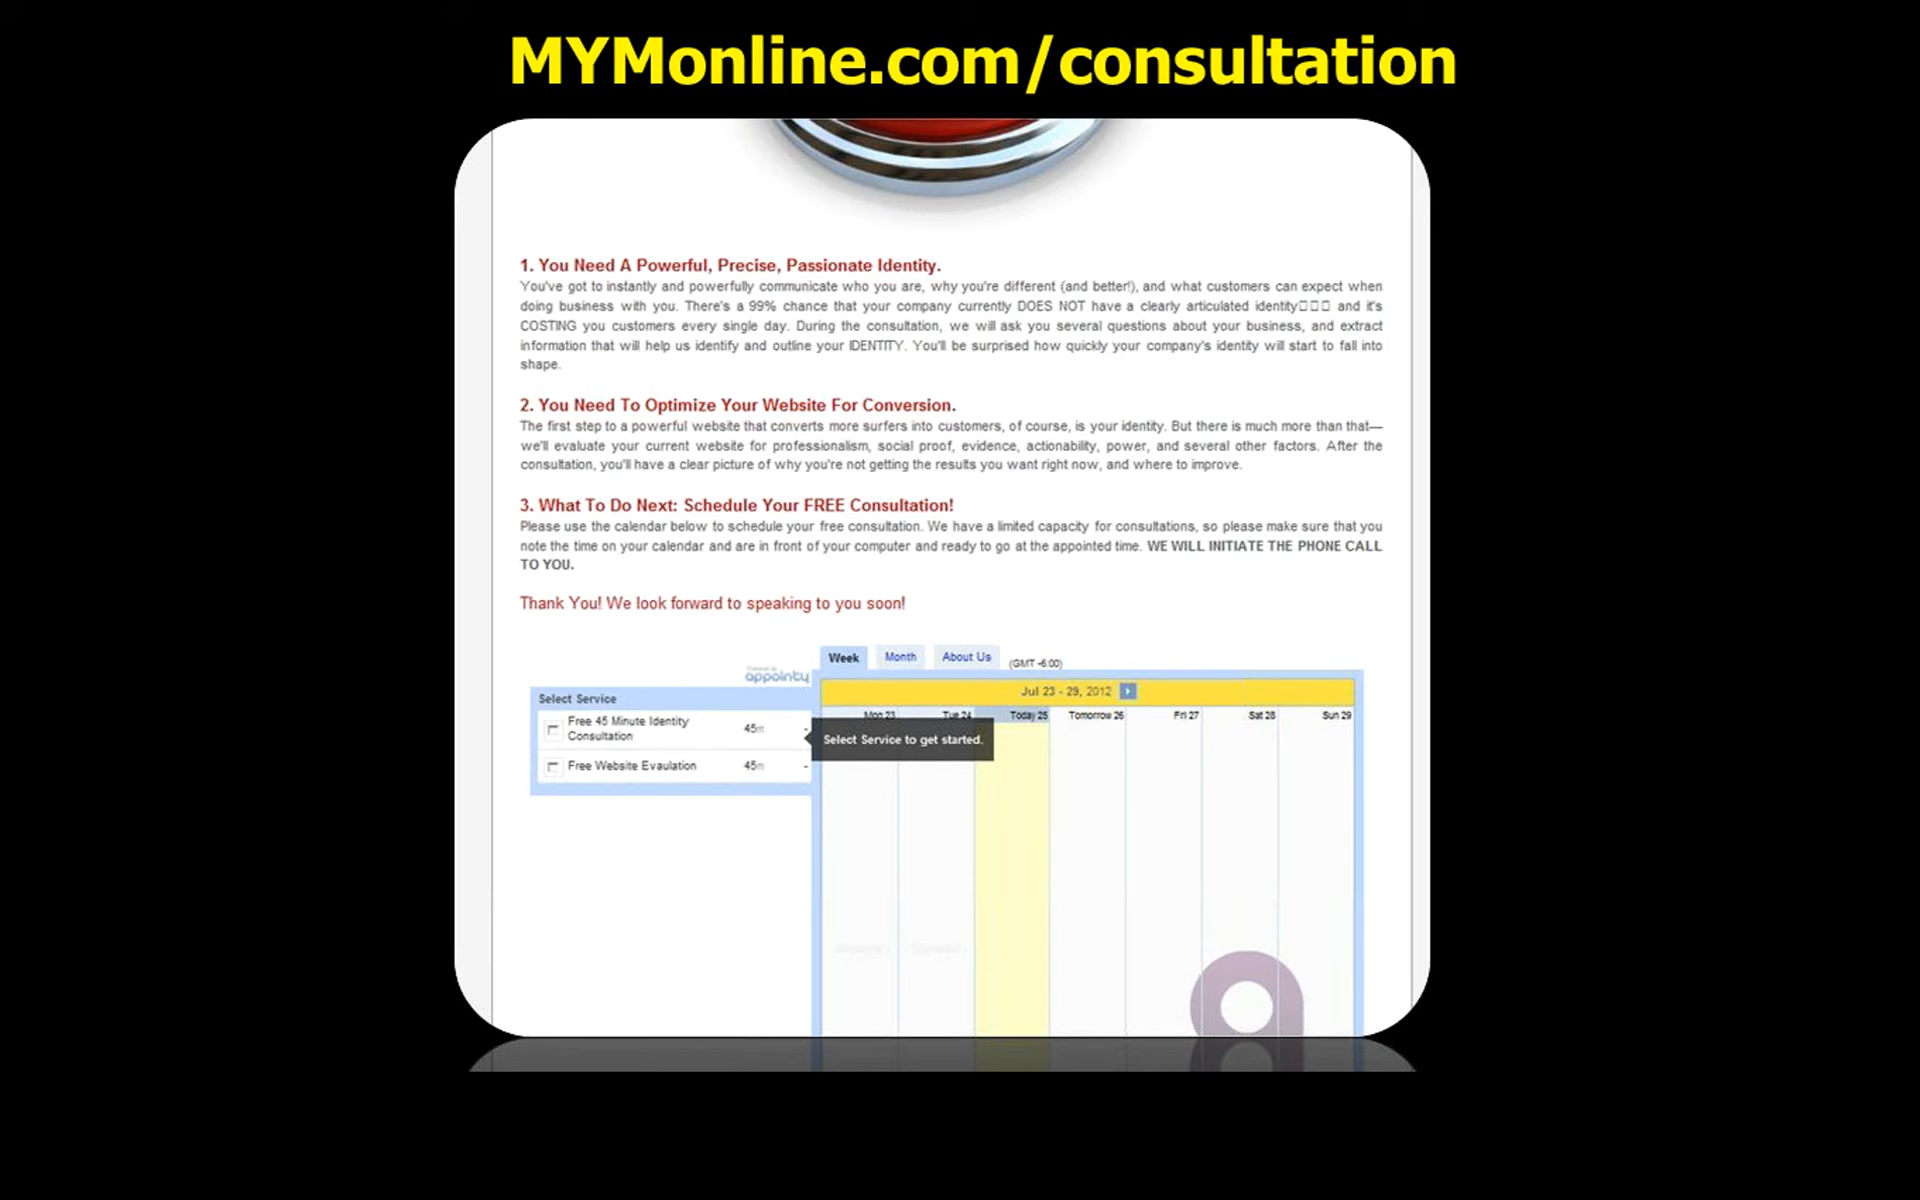 MYMonline.com/consultation
1. You Need A Powerful, Precise, Passionate Identity.
You've got to instantly and powerfully communicate who you are, why you're different (and better!), and what customers can expect when
doing business with you. There's a 99% chance that your company currently DOES NOT have a clearly articulated identity□□□ and it's
COSTING you customers every single day. During the consultation, we will ask you several questions about your business, and extract
information that will help us identify and outline your IDENTITY. You'll be surprised how quickly your company's identity will start to fall into
shape.
2. You Need To Optimize Your Website For Conversion.
The first step to a powerful website that converts more surfers into customers, of course, is your identity. But there is much more than that—
we'll evaluate your current website for professionalism, social proof, evidence, actionability, power, and several other factors. After the
consultation, you'll have a clear picture of why you're not getting the results you want right now, and where to improve.
3. What To Do Next: Schedule Your FREE Consultation!
Please use the calendar below to schedule your free consultation. We have a limited capacity for consultations, so please make sure that you
note the time on your calendar and are in front of your computer and ready to go at the appointed time. WE WILL INITIATE THE PHONE CALL
TO YOU.
Thank You! We look forward to speaking to you soon!
Week Month About Us (GMT -6:00)
appointy
Select Service
Jul 23 - 29, 2012
Mon 23 Tue 24 Today 25 Tomorrow 26 Fri 27 Sat 28 Sun 29
Free 45 Minute Identity
Consultation 45m -
Select Service to get started.
Free Website Evaulation 45m -